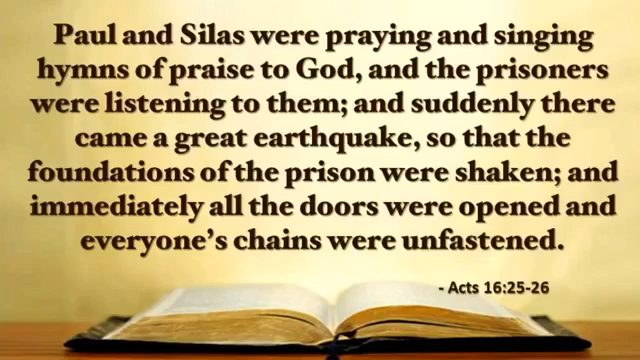 Paul and Silas were praying and singing
hymns of praise to God, and the prisoners
were listening to them; and suddenly there
came a great earthquake, so that the
foundations of the prison were shaken; and
immediately all the doors were opened and
everyone's chains were unfastened.
- Acts 16:25-26